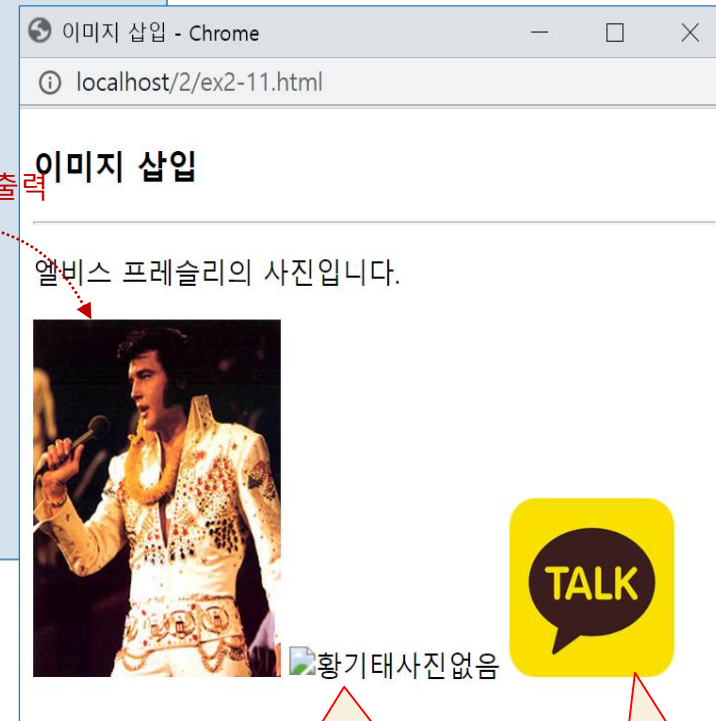 이미지 삽입 - Chrome
localhost/2/ex2-11.html
이미지 삽입
출력
엘비스 프레슬리의 사진입니다.
TALK
황기태사진없음